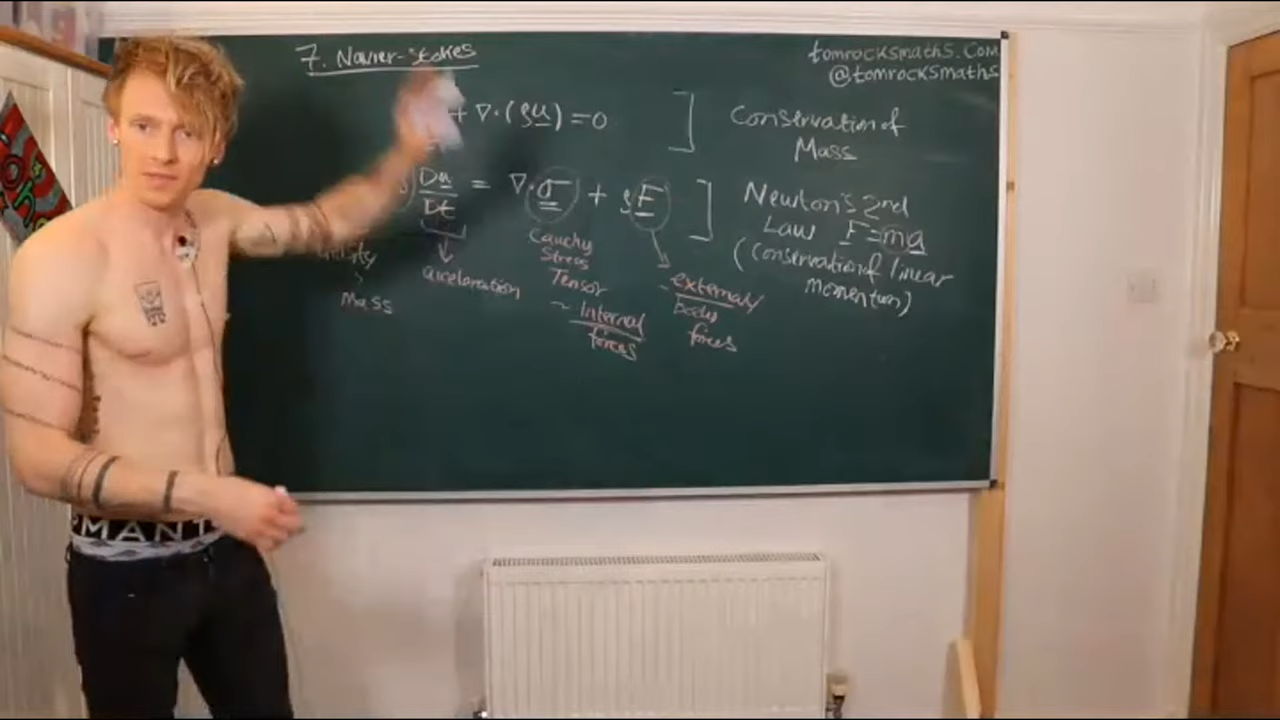 7. Navier-Stokes
tomrocksmaths.com
@tomrocksmaths
+ ∇·(ρu) = 0 ]
Conservation of
Mass
Du/Dt = ∇·σ + ρF ]
Newton's 2nd
Law F=ma
(conservation of linear
momentum)
Mass
acceleration
Cauchy
Stress
Tensor
~ internal
forces
- external
body
forces